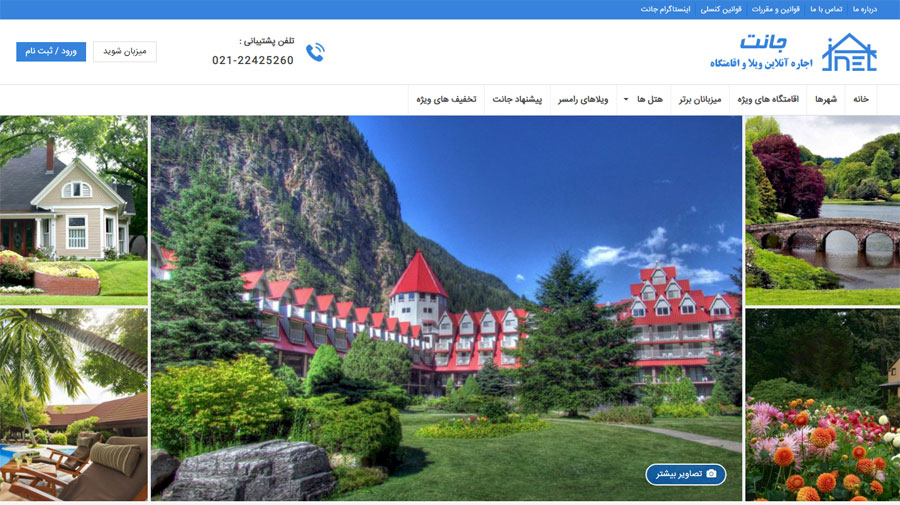 درباره ما
تماس با ما
قوانین و مقررات
قوانین کنسلی
اینستاگرام جانت
جانت
اجاره آنلاین ویلا و اقامتگاه
JNET
تلفن پشتیبانی :
021-22425260
میزبان شوید
ورود / ثبت نام
خانه
شهرها
اقامتگاه های ویژه
میزبانان برتر
هتل ها
ویلاهای رامسر
پیشنهاد جانت
تخفیف های ویژه
تصاویر بیشتر